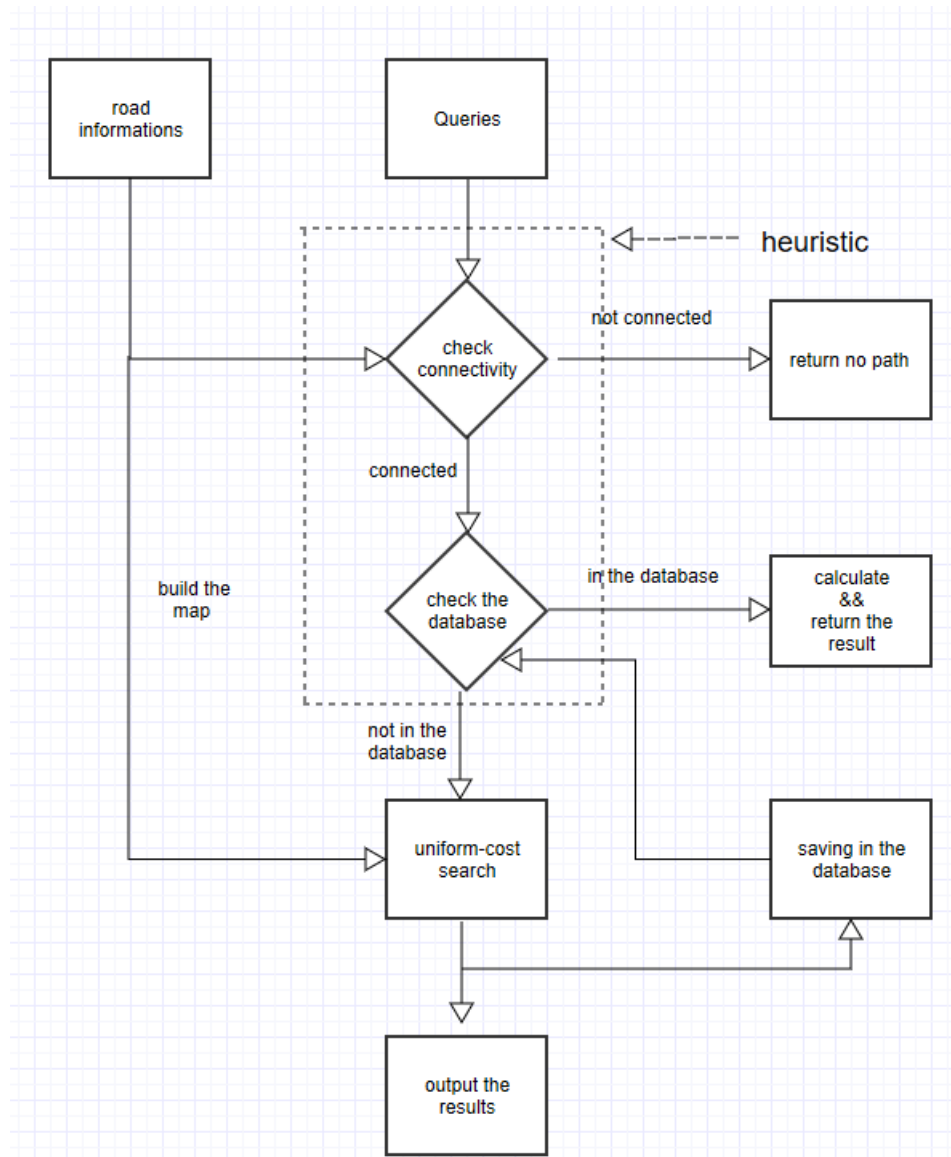 road
informations
Queries
heuristic
not connected
check
connectivity
return no path
connected
in the database
calculate
&&
return the
result
check the
database
build the
map
not in the
database
uniform-cost
search
saving in the
database
output the
results